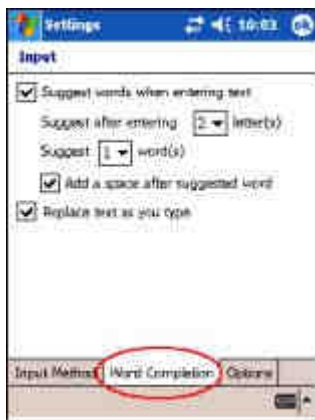 Settings 10:03 ok
Input
Suggest words when entering text
Suggest after entering 2 letter(s)
Suggest 1 word(s)
Add a space after suggested word
Replace text as you type
Input Method Word Completion Options